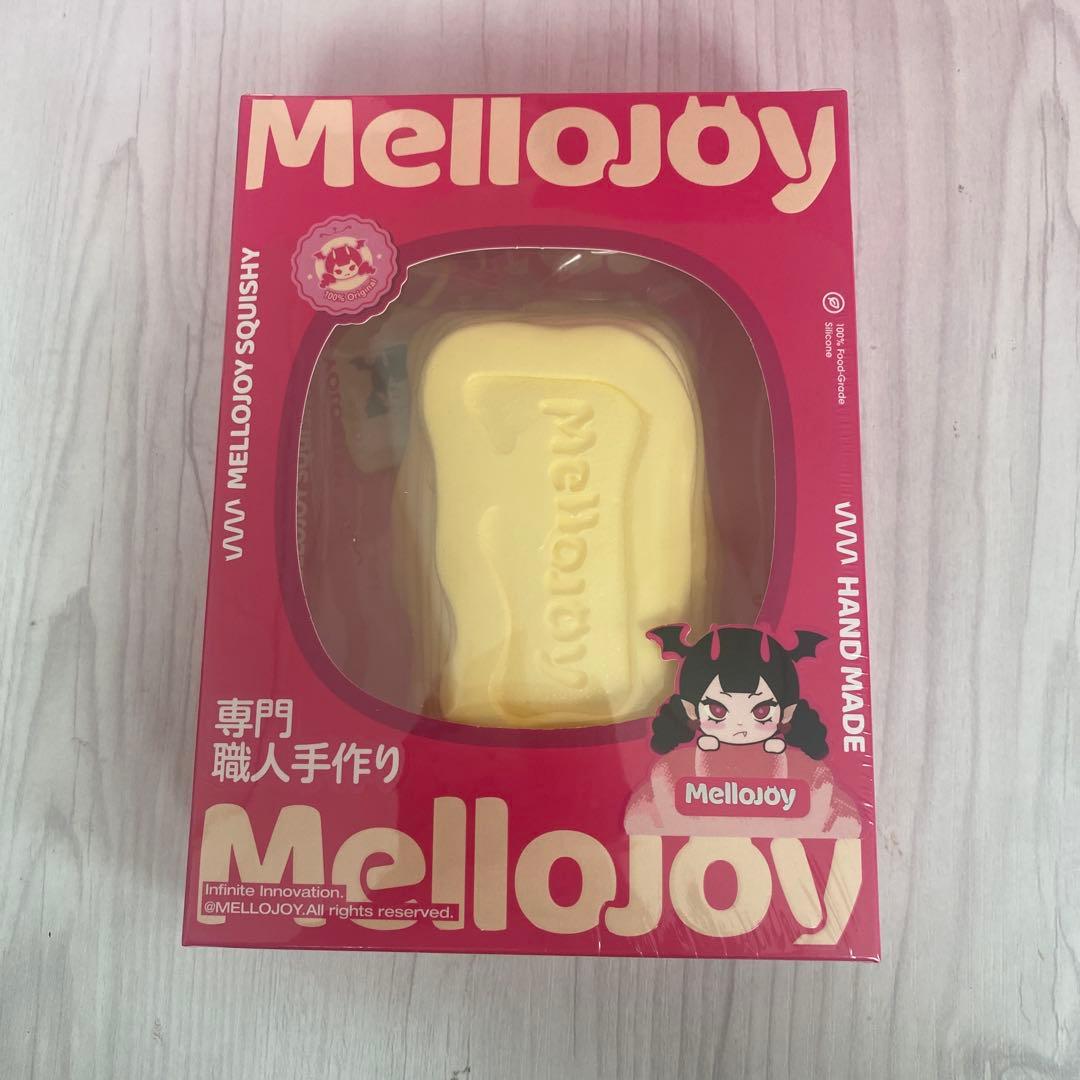 Mellojoy
100% Original
MELLOJOY SQUISHY
100% Food-Grade
Silicone
Mellojoy
HAND MADE
専門
職人手作り
Mellojoy
Mellojoy
Infinite Innovation.
@MELLOJOY.All rights reserved.